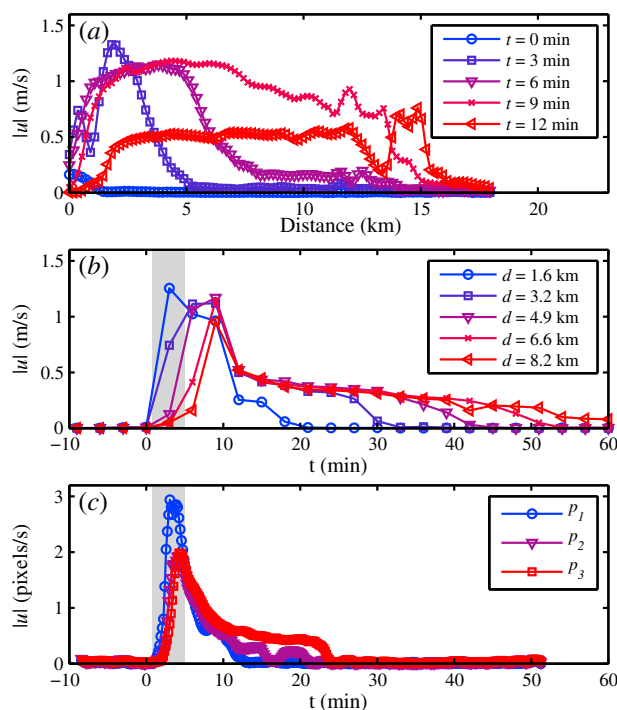 (a)
1.5
1
0.5
0
|u| (m/s)
t = 0 min
t = 3 min
t = 6 min
t = 9 min
t = 12 min
0 5 10 15 20
Distance (km)
(b)
1.5
1
0.5
0
|u| (m/s)
d = 1.6 km
d = 3.2 km
d = 4.9 km
d = 6.6 km
d = 8.2 km
−10 0 10 20 30 40 50 60
t (min)
(c)
3
2
1
0
|u| (pixels/s)
p1
p2
p3
−10 0 10 20 30 40 50 60
t (min)